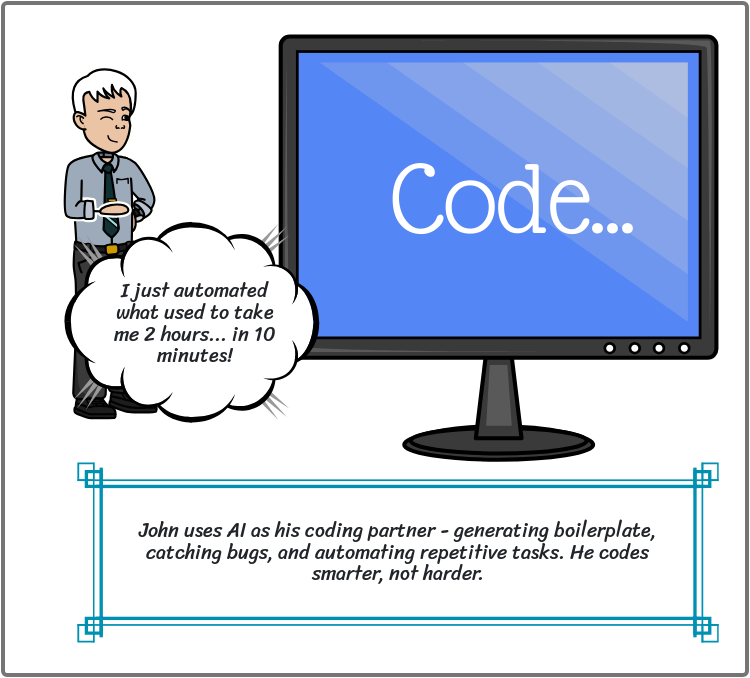 Code...
I just automated
what used to take
me 2 hours... in 10
minutes!
John uses AI as his coding partner - generating boilerplate,
catching bugs, and automating repetitive tasks. He codes
smarter, not harder.